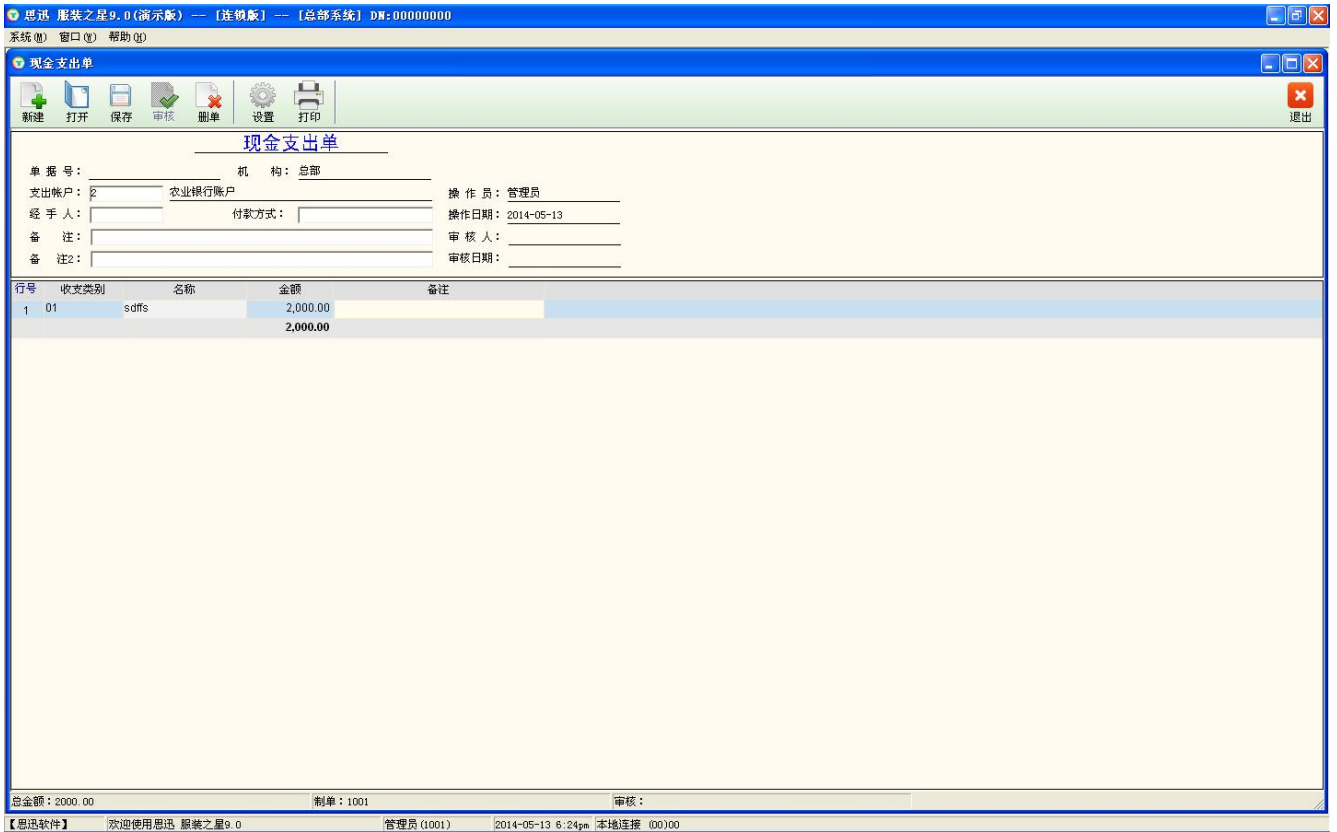 思迅 服装之星9.0(演示版) -- [连锁版] -- [总部系统] DN:00000000
系统(M) 窗口(W) 帮助(H)
现金支出单
新建 打开 保存 审核 删单 设置 打印 退出
现金支出单
单据号： 机构：总部
支出帐户：2 农业银行账户 操作员：管理员
经手人： 付款方式： 操作日期：2014-05-13
备注： 审核人：
备注2： 审核日期：
行号 收支类别 名称 金额 备注
1 01 sdffs 2,000.00
2,000.00
总金额：2000.00 制单：1001 审核：
【思迅软件】 欢迎使用思迅 服装之星9.0 管理员(1001) 2014-05-13 6:24pm 本地连接 (00)00